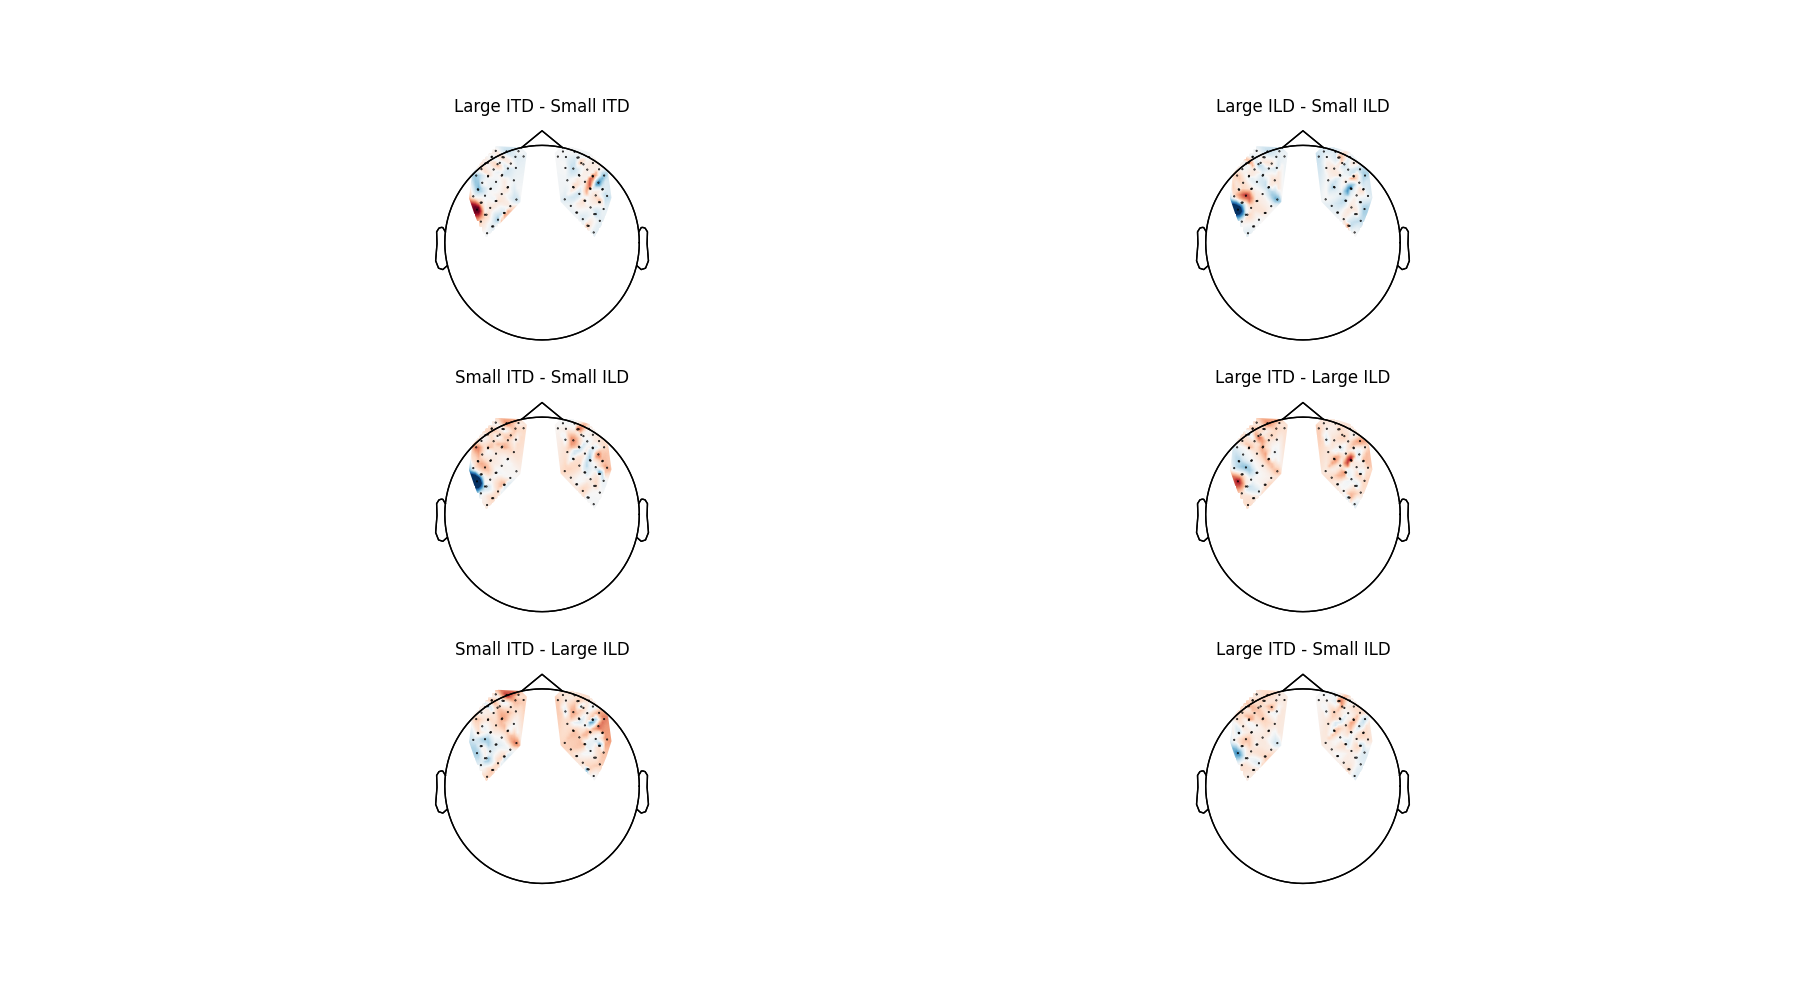 Large ITD - Small ITD
Large ILD - Small ILD
Small ITD - Small ILD
Large ITD - Large ILD
Small ITD - Large ILD
Large ITD - Small ILD